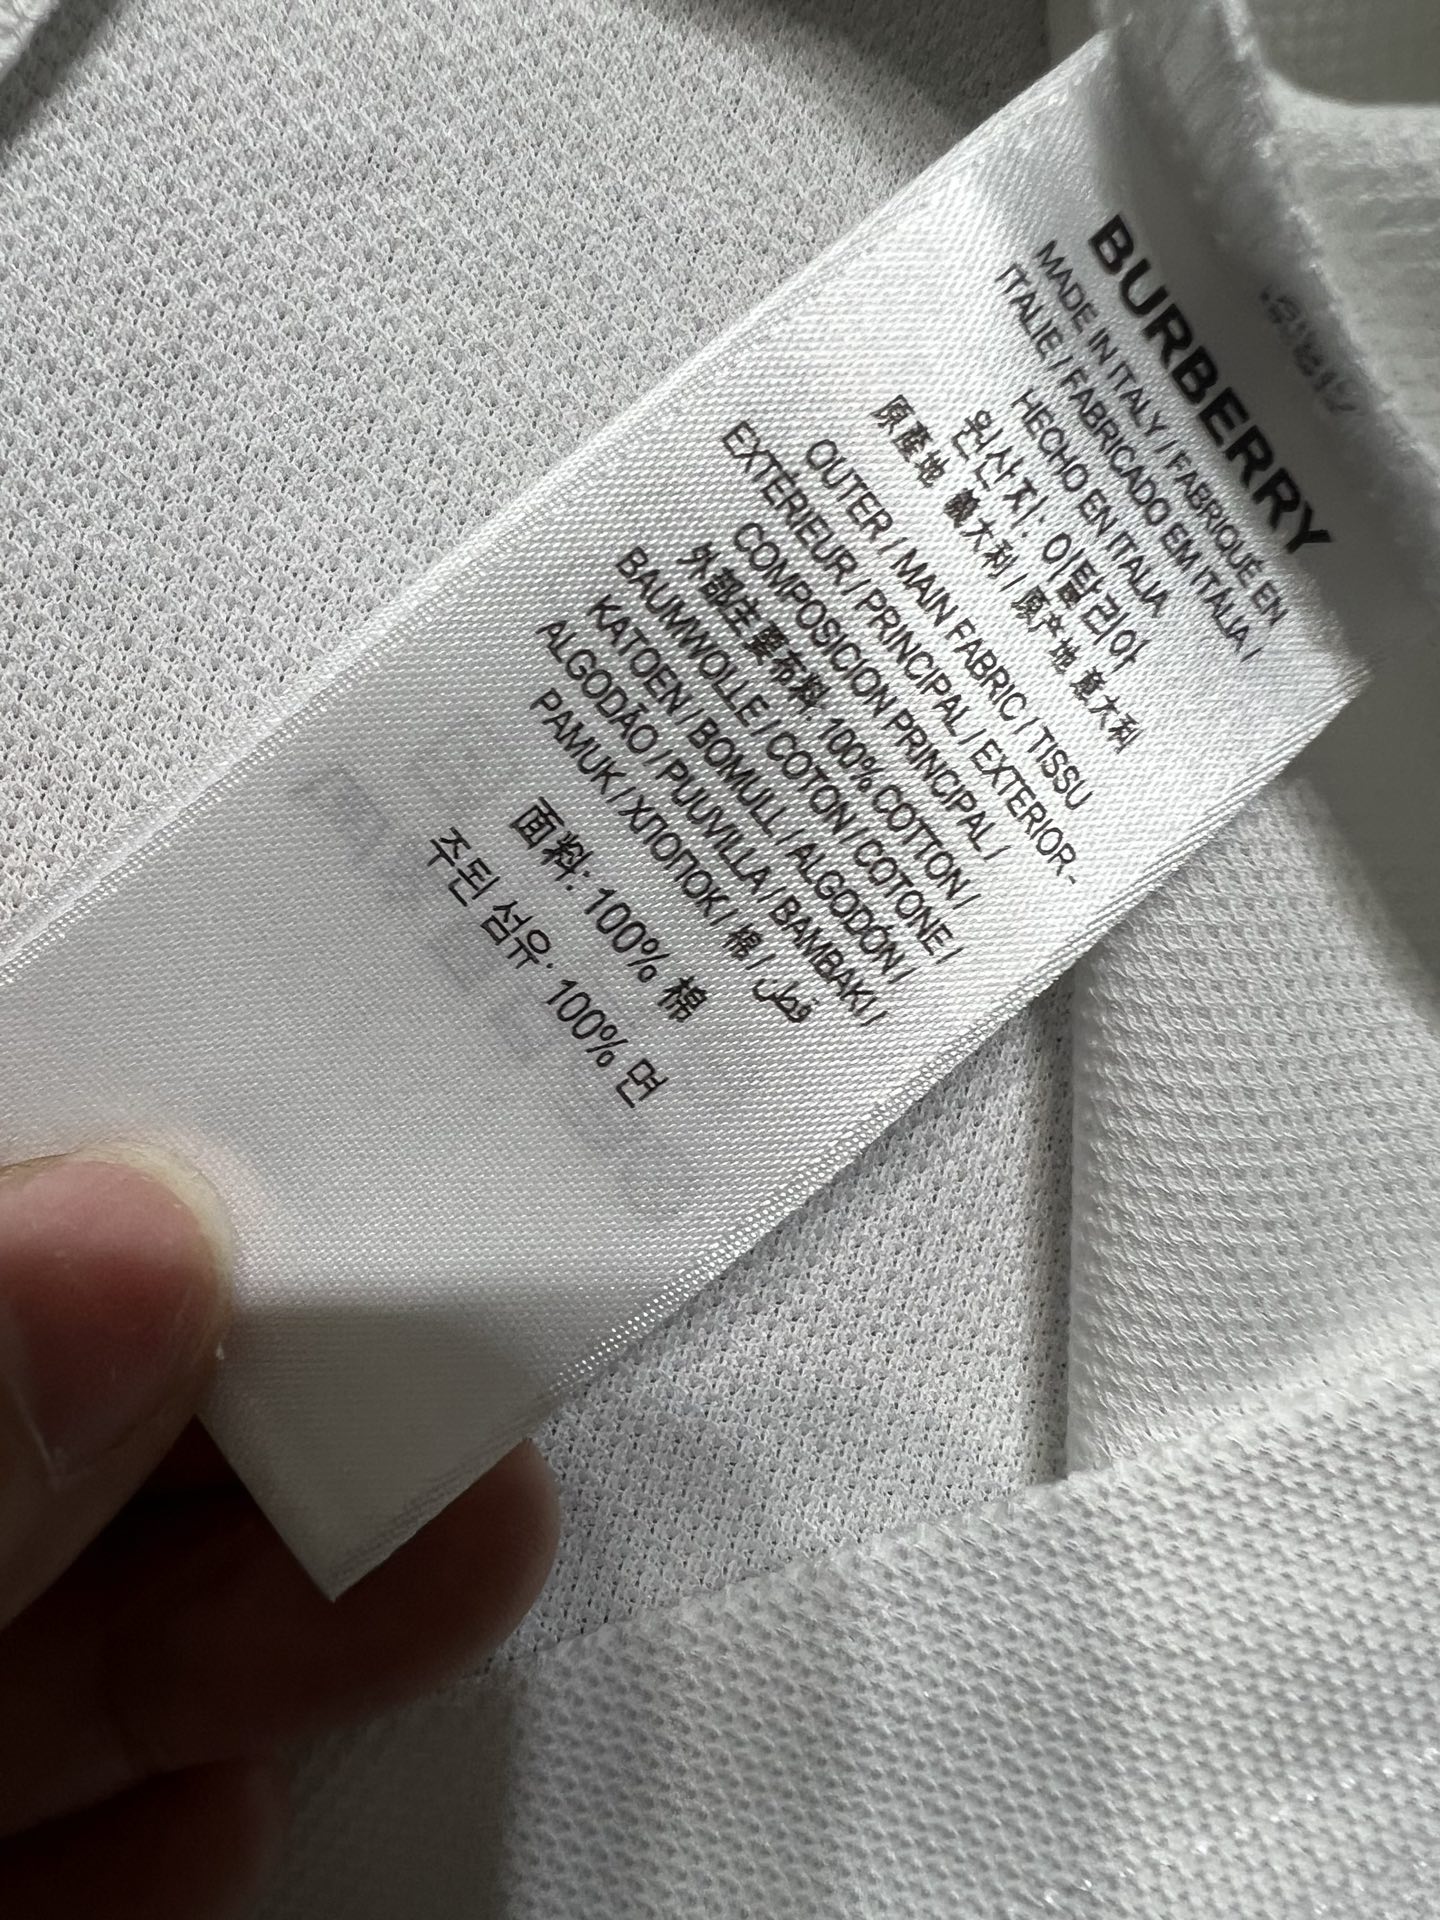 BURBERRY
MADE IN ITALY / FABRIQUÉ EN
ITALIE / FABRICADO EM ITALIA /
HECHO EN ITALIA
원산지: 이탈리아
原產地 義大利 / 原产地 意大利
OUTER / MAIN FABRIC / TISSU
EXTÉRIEUR / PRINCIPAL / EXTERIOR -
COMPOSICION PRINCIPAL /
外部主要布料: 100% COTTON /
BAUMWOLLE / COTON / COTONE /
KATOEN / BOMULL / ALGODÓN /
ALGODÃO / PUUVILLA / BAMBAKI /
PAMUK / ХЛОПОК / 棉 / قطن
面料: 100% 棉
주된 섬유: 100% 면